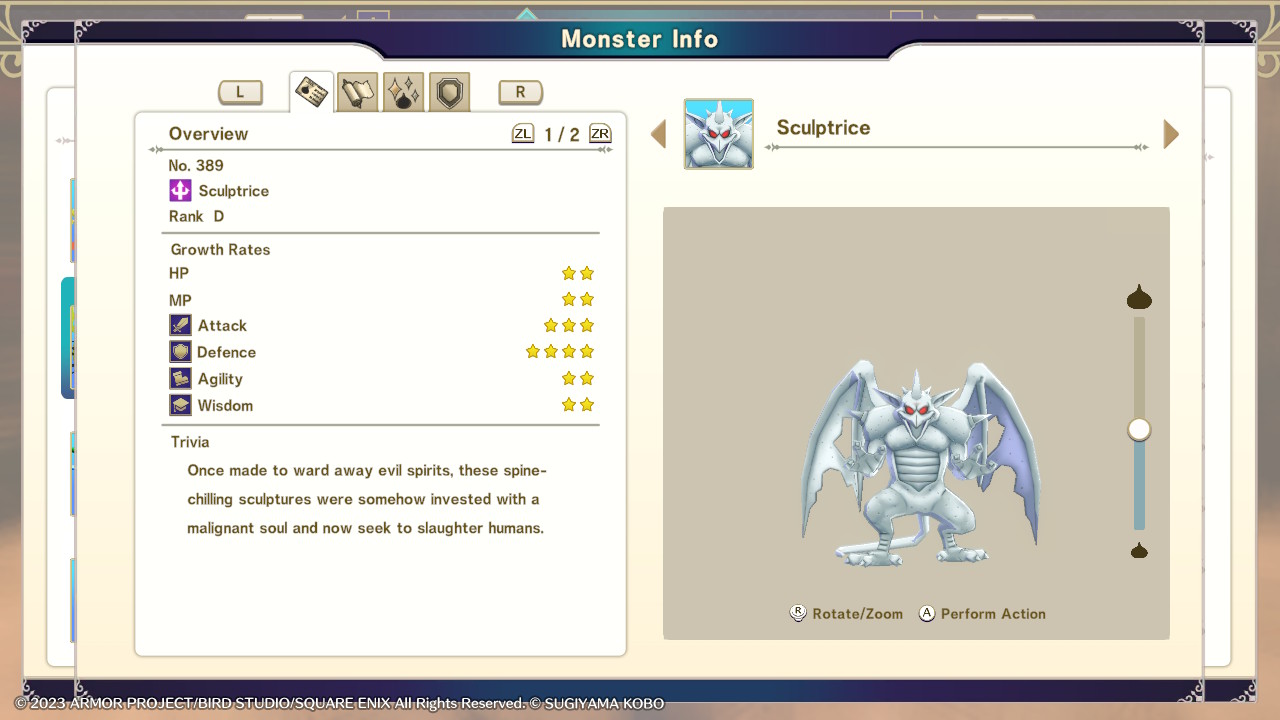 Monster Info
L
R
Overview
ZL 1 / 2 ZR
No. 389
Sculptrice
Rank D
Growth Rates
HP
MP
Attack
Defence
Agility
Wisdom
Trivia
Once made to ward away evil spirits, these spine-
chilling sculptures were somehow invested with a
malignant soul and now seek to slaughter humans.
Sculptrice
R Rotate/Zoom A Perform Action
© 2023 ARMOR PROJECT/BIRD STUDIO/SQUARE ENIX All Rights Reserved. © SUGIYAMA KOBO